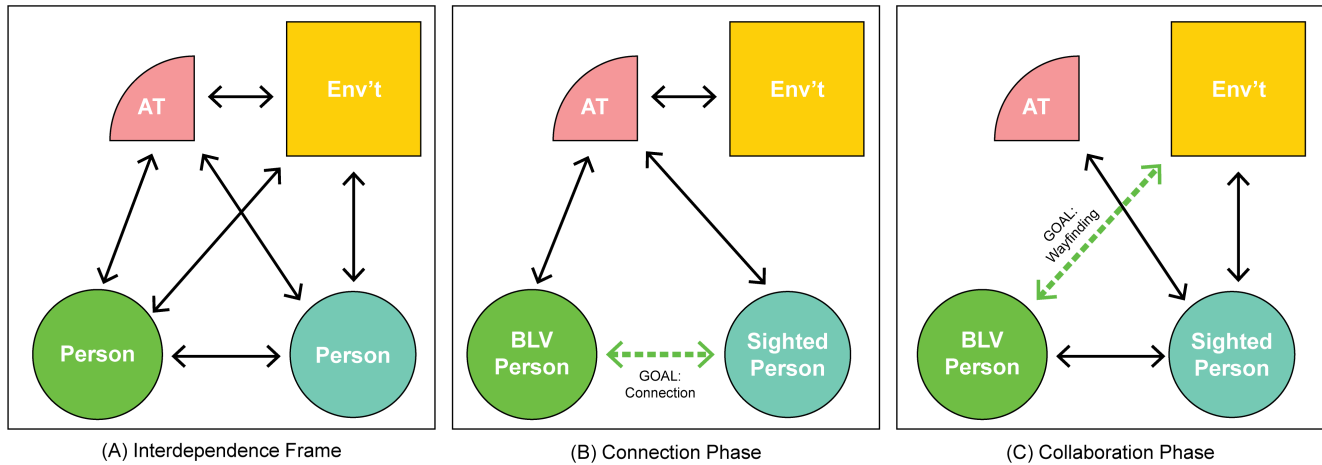 AT
Env't
Person
Person
(A) Interdependence Frame
AT
Env't
BLV
Person
Sighted
Person
GOAL:
Connection
(B) Connection Phase
AT
Env't
GOAL:
Wayfinding
BLV
Person
Sighted
Person
(C) Collaboration Phase